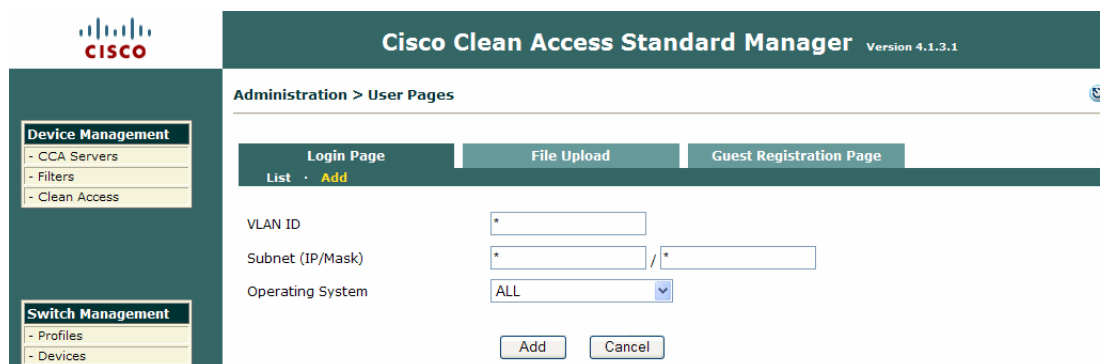 CISCO
Cisco Clean Access Standard Manager Version 4.1.3.1
Administration > User Pages
Device Management
- CCA Servers
- Filters
- Clean Access
Switch Management
- Profiles
- Devices
Login Page File Upload Guest Registration Page
List · Add
VLAN ID *
Subnet (IP/Mask) * / *
Operating System ALL
Add Cancel